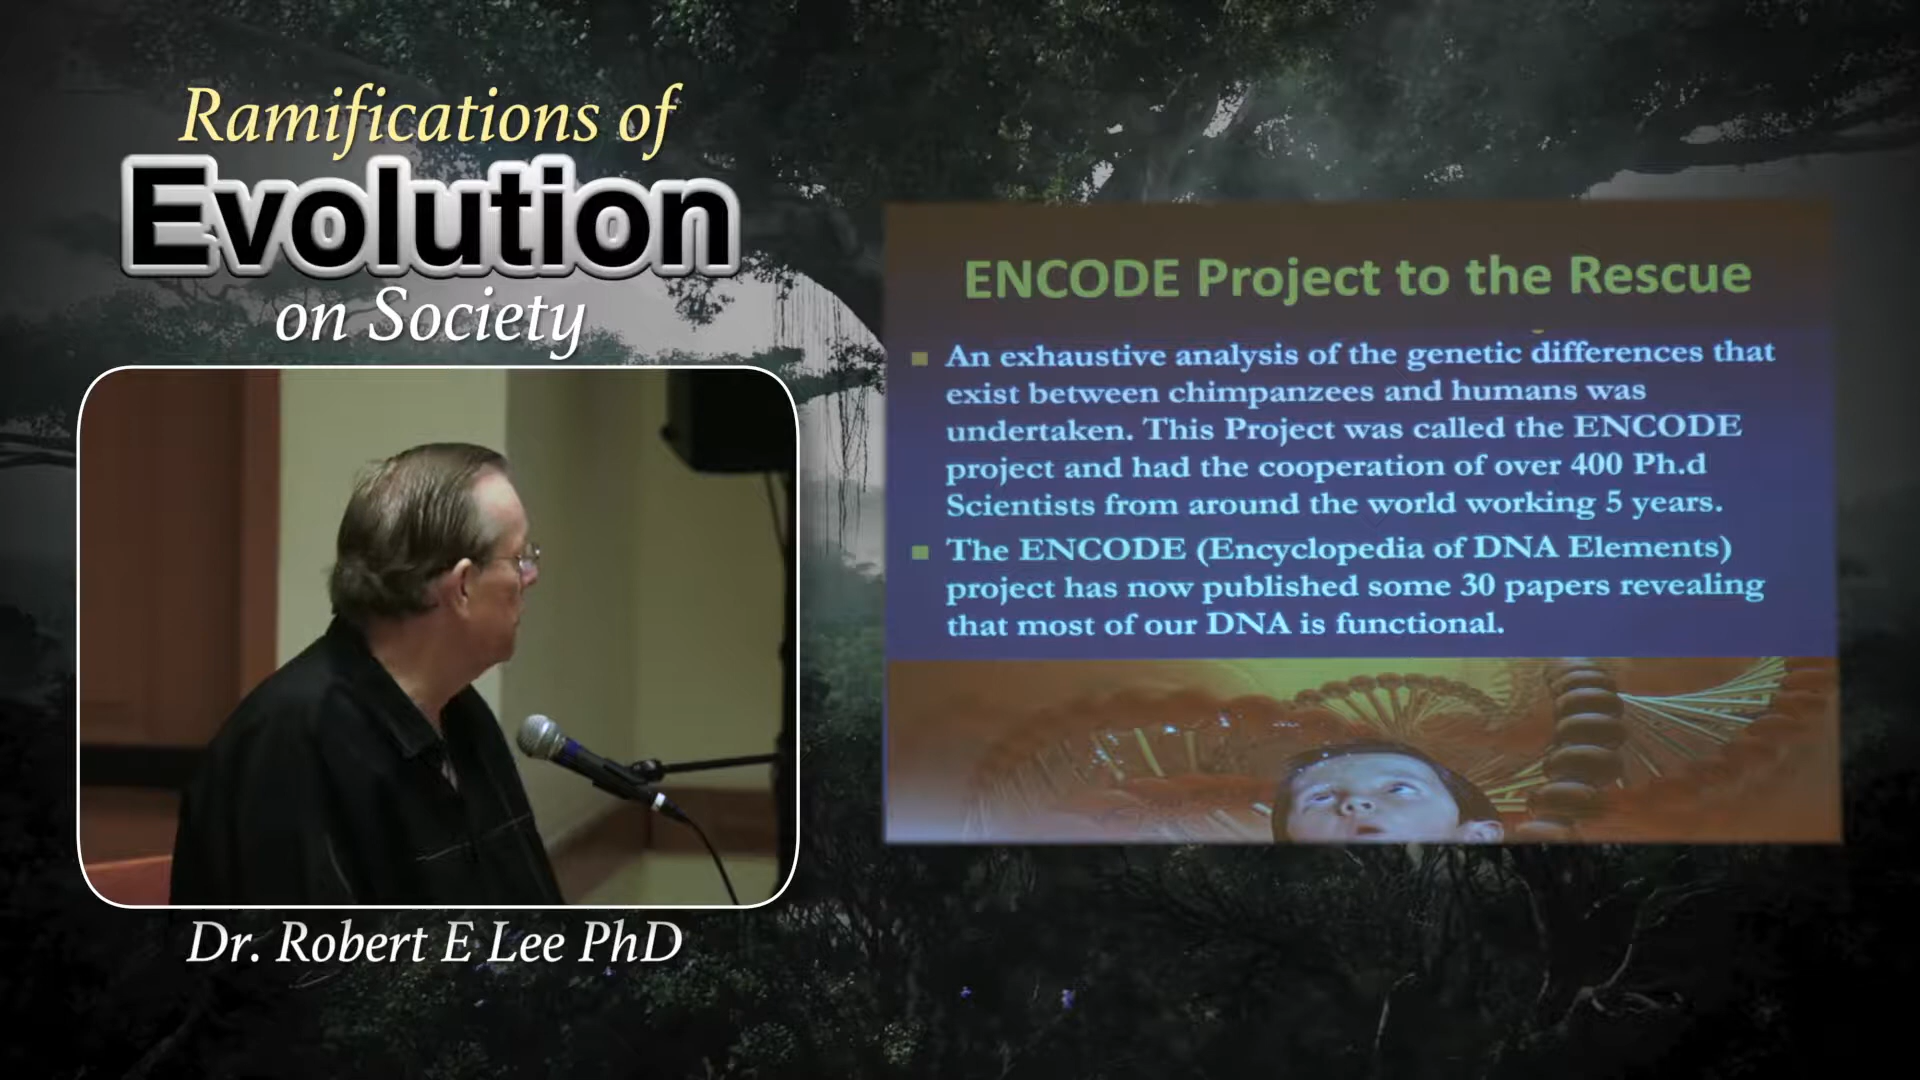 Ramifications of
Evolution
on Society
Dr. Robert E Lee PhD
ENCODE Project to the Rescue
An exhaustive analysis of the genetic differences that
exist between chimpanzees and humans was
undertaken. This Project was called the ENCODE
project and had the cooperation of over 400 Ph.d
Scientists from around the world working 5 years.
The ENCODE (Encyclopedia of DNA Elements)
project has now published some 30 papers revealing
that most of our DNA is functional.